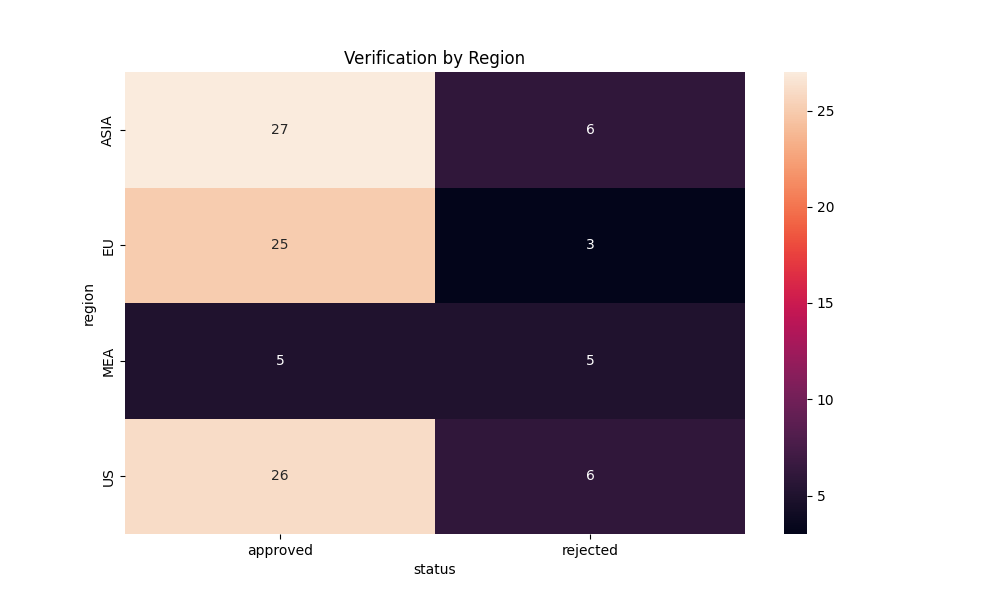 Verification by Region
ASIA
27
6
EU
25
3
MEA
5
5
US
26
6
approved
rejected
status
region
25
20
15
10
5